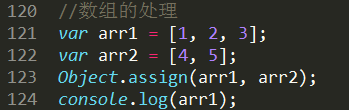 120 //数组的处理
121 var arr1 = [1, 2, 3];
122 var arr2 = [4, 5];
123 Object.assign(arr1, arr2);
124 console.log(arr1);